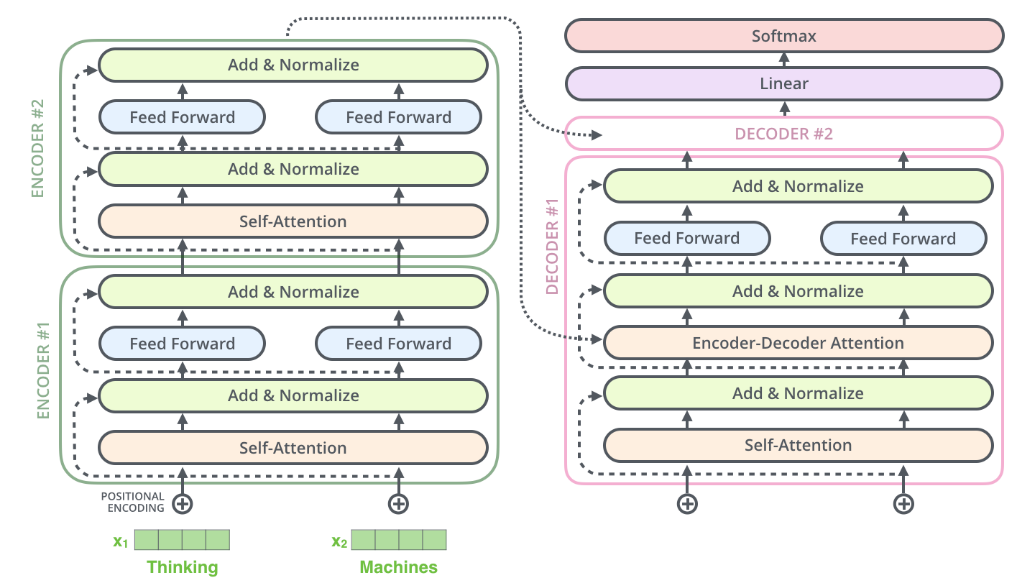 ENCODER #2
Add & Normalize
Feed Forward
Feed Forward
Add & Normalize
Self-Attention
ENCODER #1
Add & Normalize
Feed Forward
Feed Forward
Add & Normalize
Self-Attention
POSITIONAL
ENCODING
x₁
x₂
Thinking
Machines
Softmax
Linear
DECODER #2
DECODER #1
Add & Normalize
Feed Forward
Feed Forward
Add & Normalize
Encoder-Decoder Attention
Add & Normalize
Self-Attention